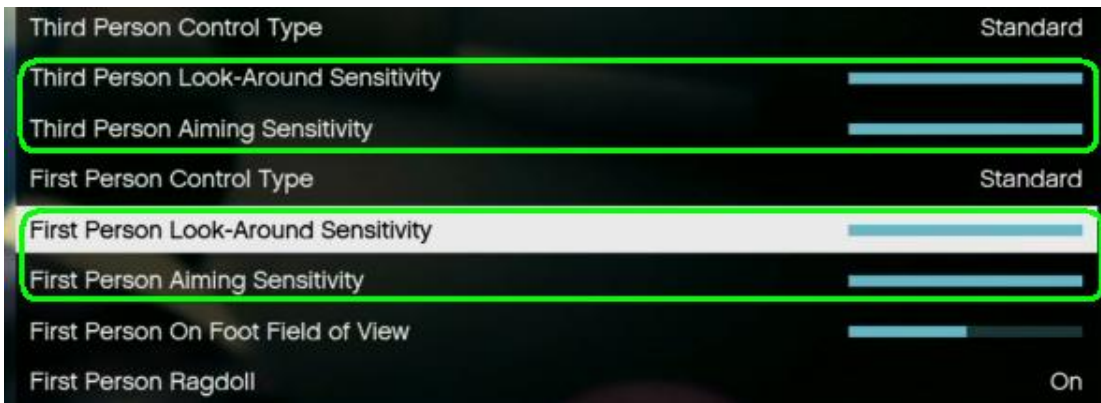 Third Person Control Type Standard
Third Person Look-Around Sensitivity
Third Person Aiming Sensitivity
First Person Control Type Standard
First Person Look-Around Sensitivity
First Person Aiming Sensitivity
First Person On Foot Field of View
First Person Ragdoll On